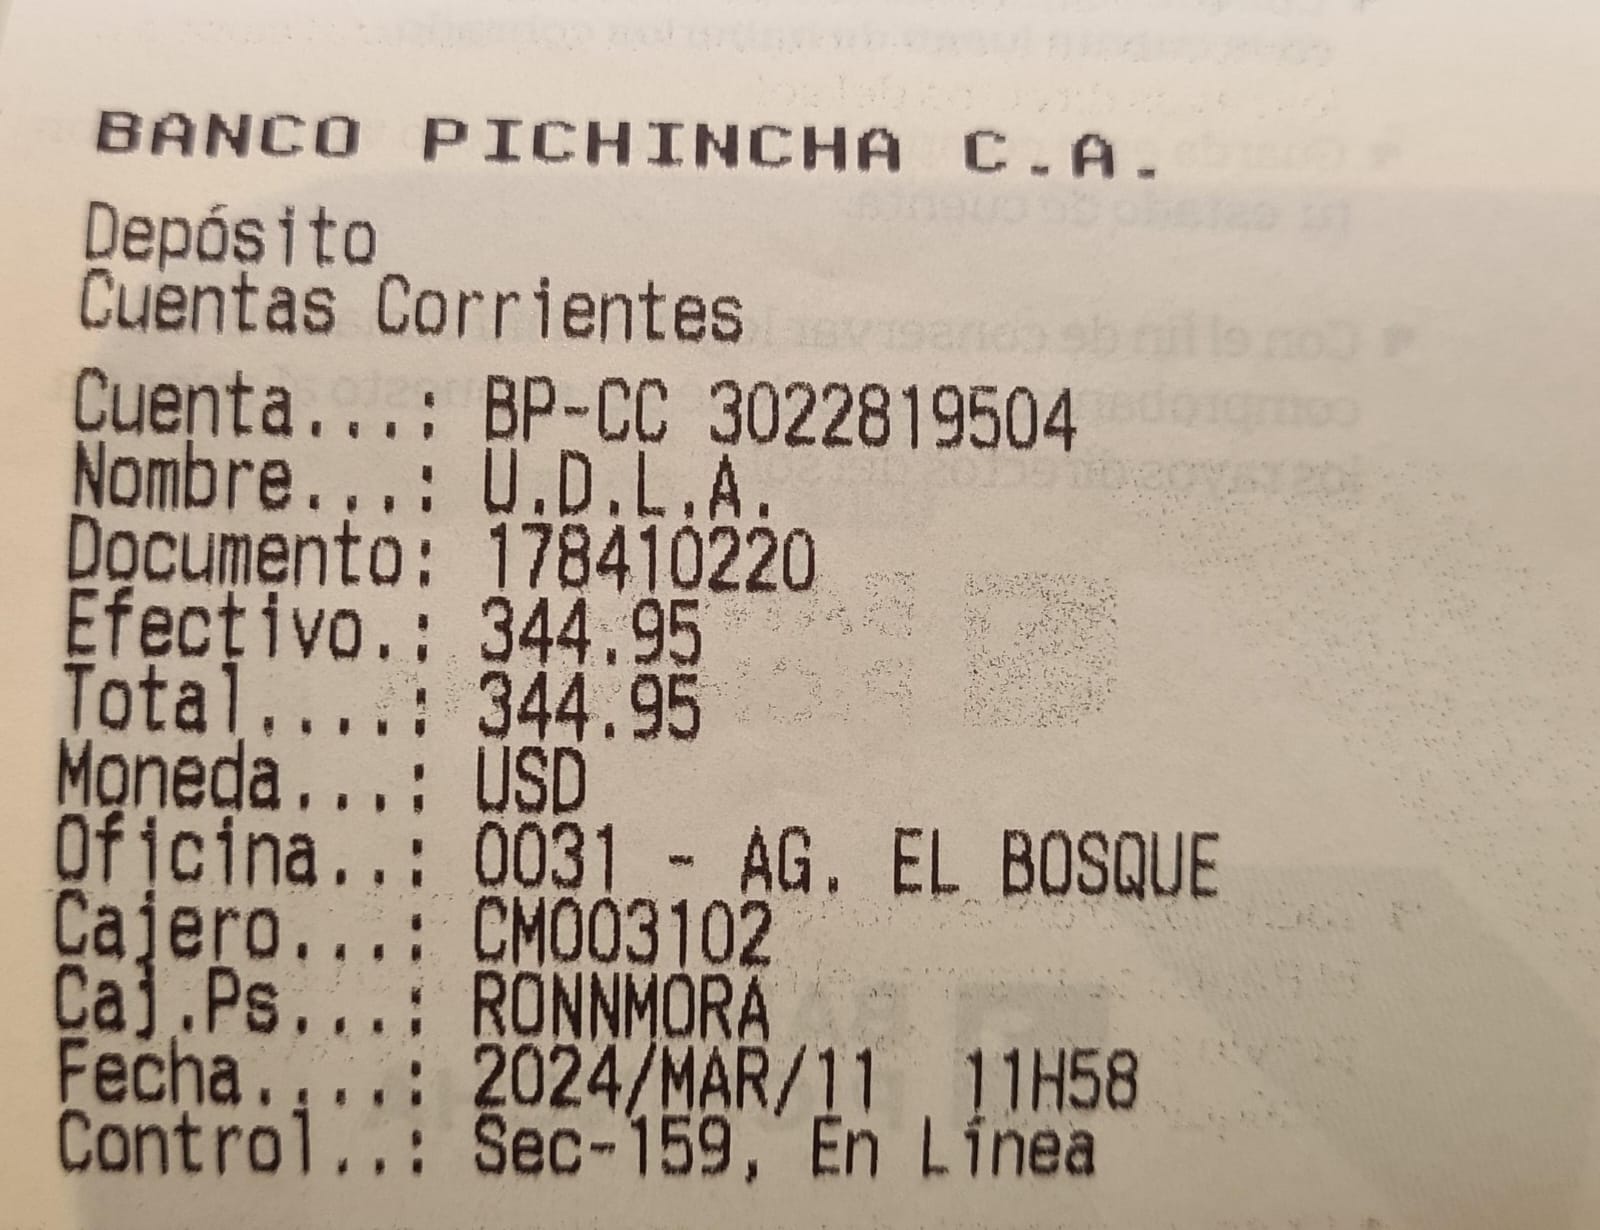 BANCO PICHINCHA C.A.
Depósito
Cuentas Corrientes
Cuenta...: BP-CC 3022819504
Nombre...: U.D.L.A.
Documento: 178410220
Efectivo.: 344.95
Total....: 344.95
Moneda...: USD
Oficina..: 0031 - AG. EL BOSQUE
Cajero...: CM003102
Caj.Ps...: RONNMORA
Fecha....: 2024/MAR/11 11H58
Control..: Sec-159, En Línea